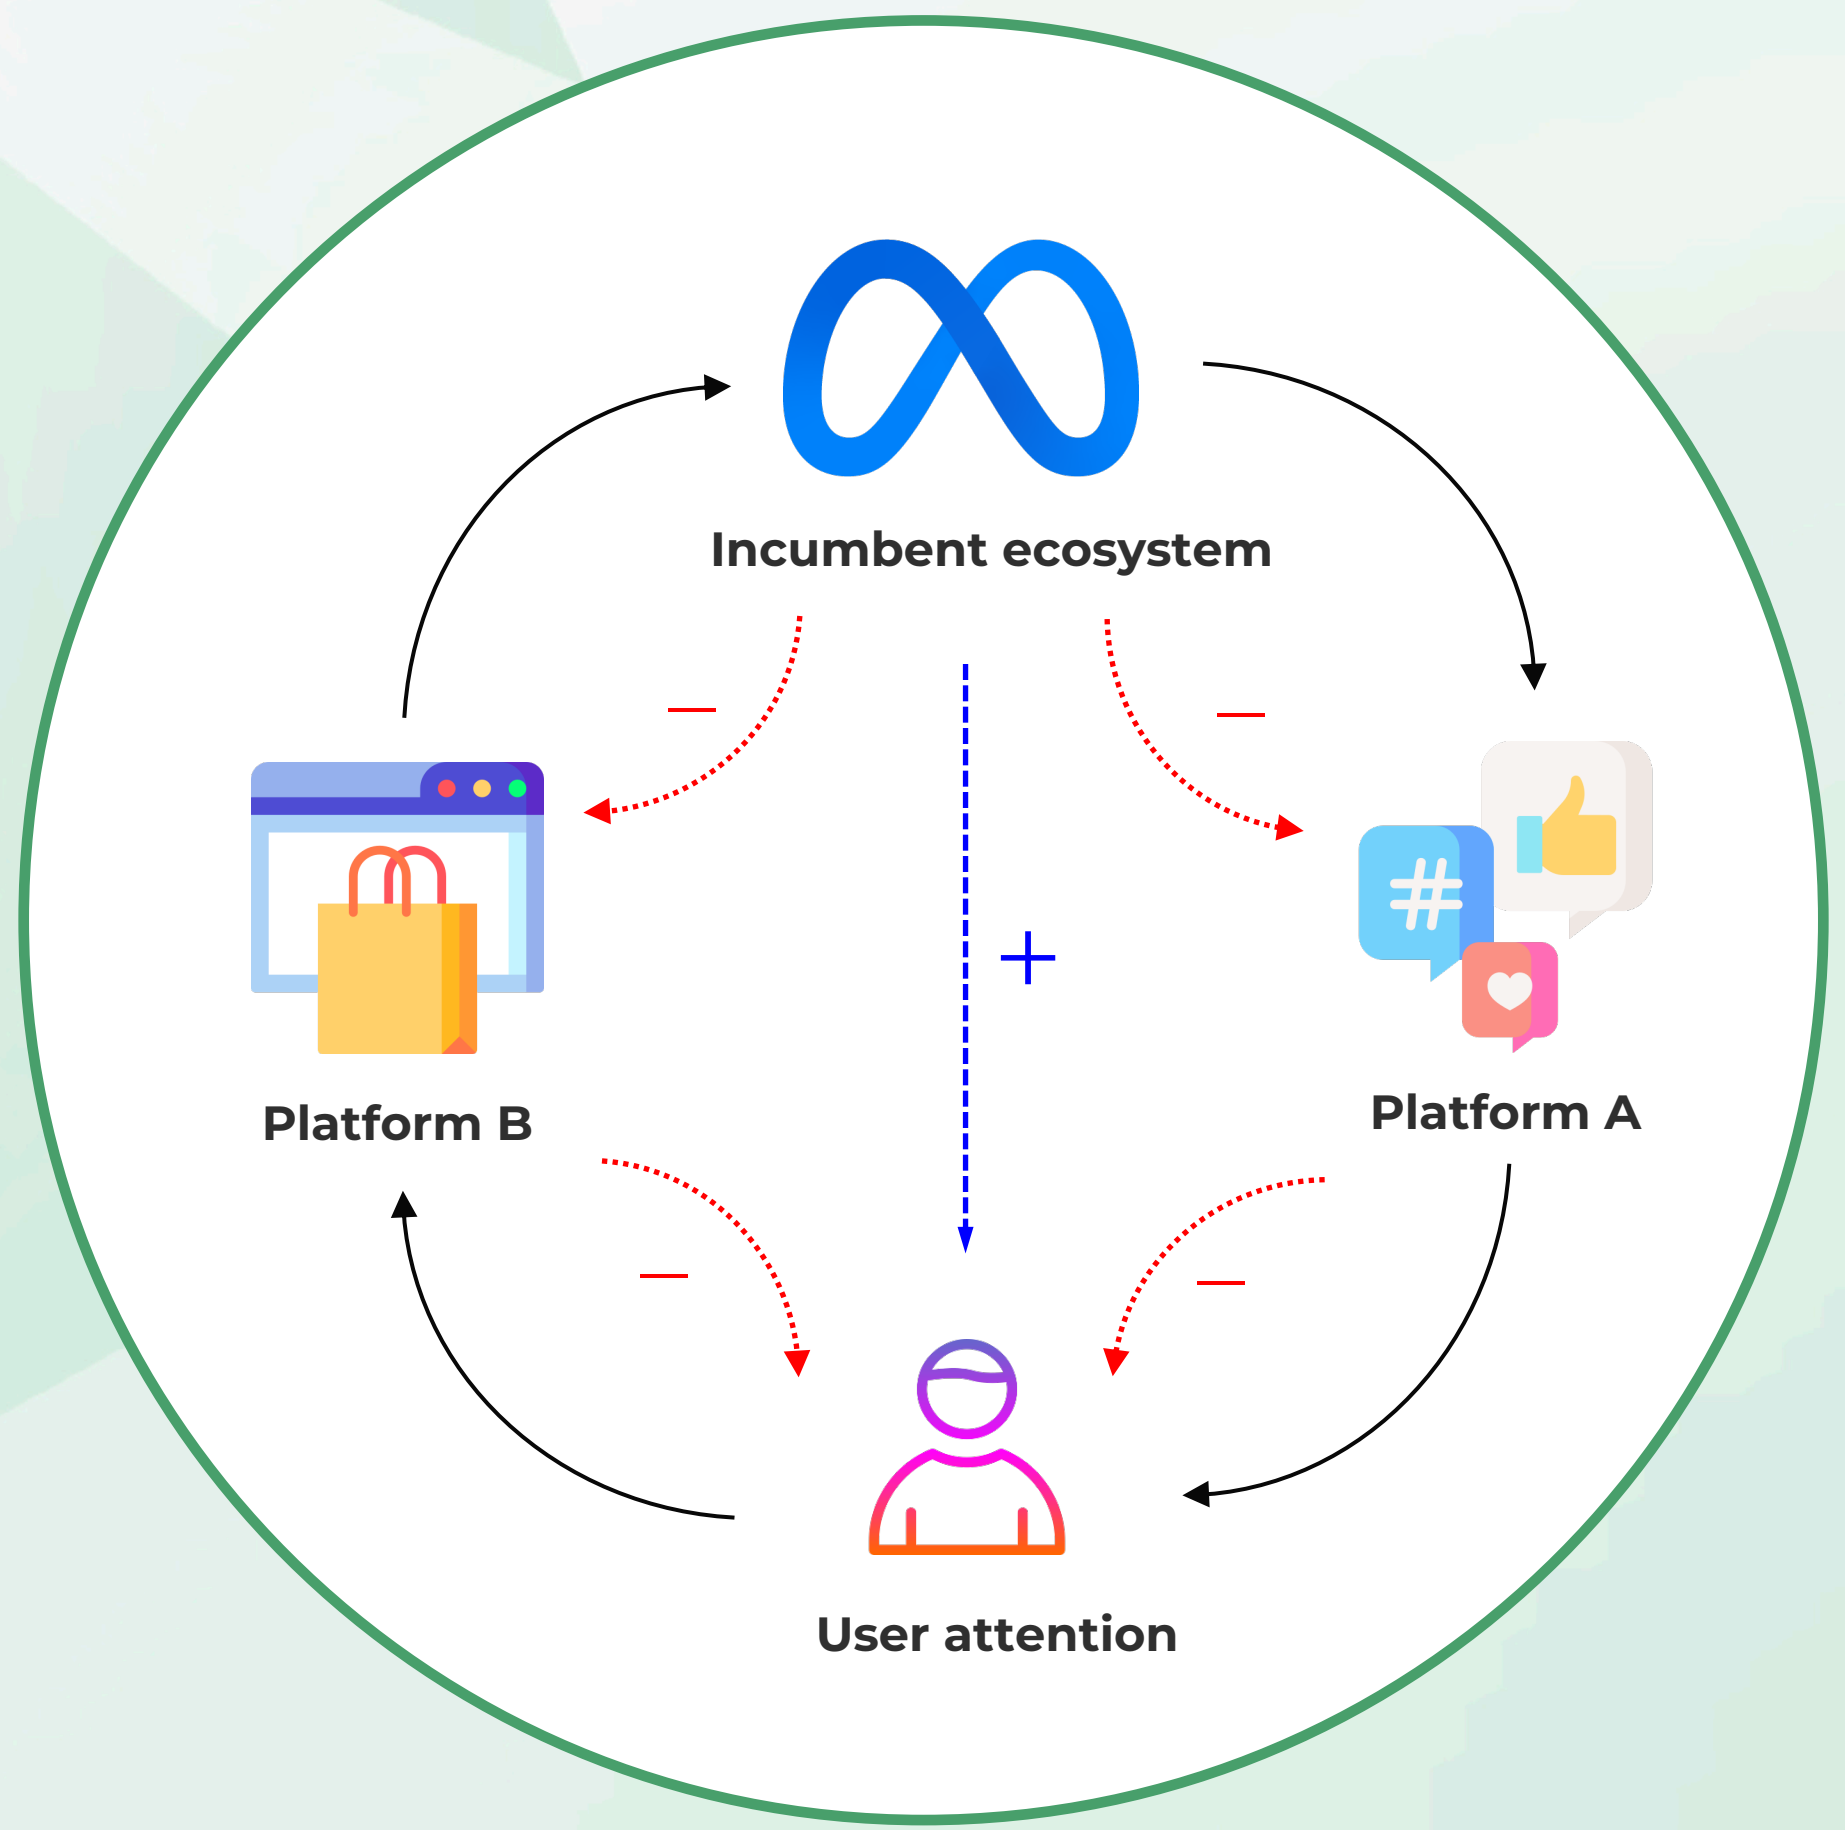 Incumbent ecosystem
—
—
Platform B
Platform A
+
—
—
User attention